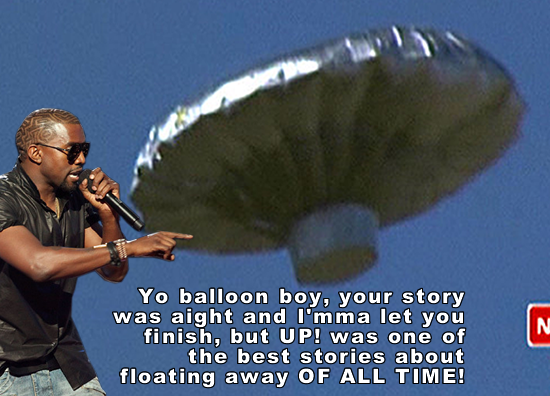 Yo balloon boy, your story
was aight and I'mma let you
finish, but UP! was one of
the best stories about
floating away OF ALL TIME!
N